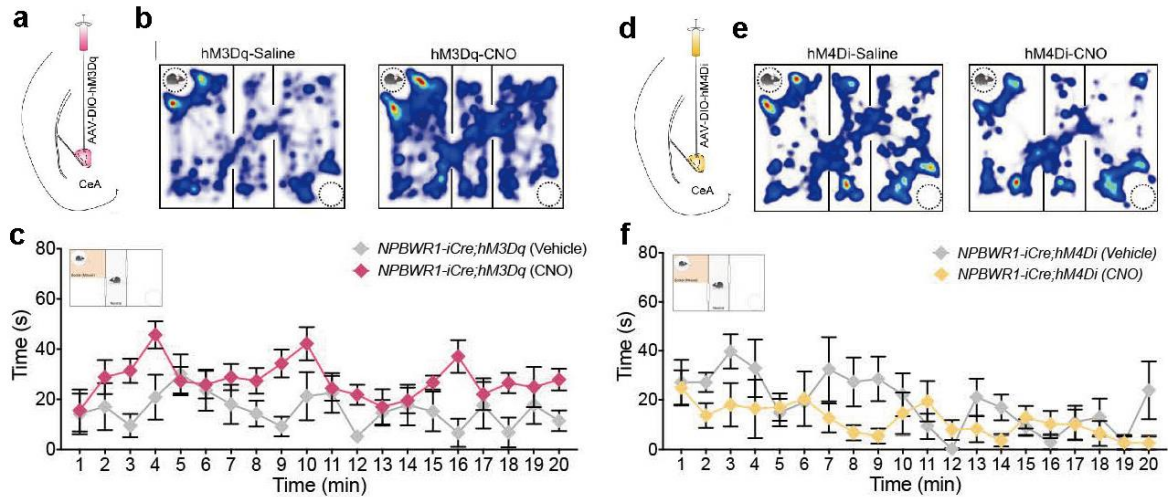 a
AAV-DIO-hM3Dq
CeA
b
hM3Dq-Saline
hM3Dq-CNO
c
NPBWR1-iCre;hM3Dq (Vehicle)
NPBWR1-iCre;hM3Dq (CNO)
Time (s)
80
60
40
20
0
1 2 3 4 5 6 7 8 9 10 11 12 13 14 15 16 17 18 19 20
Time (min)
d
AAV-DIO-hM4Di
CeA
e
hM4Di-Saline
hM4Di-CNO
f
NPBWR1-iCre;hM4Di (Vehicle)
NPBWR1-iCre;hM4Di (CNO)
Time (s)
80
60
40
20
0
1 2 3 4 5 6 7 8 9 10 11 12 13 14 15 16 17 18 19 20
Time (min)